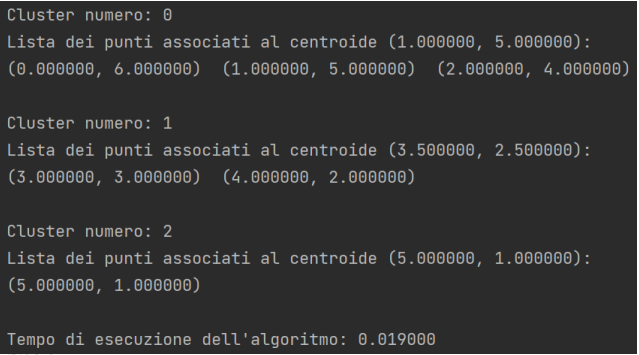 Cluster numero: 0
Lista dei punti associati al centroide (1.000000, 5.000000):
(0.000000, 6.000000)  (1.000000, 5.000000)  (2.000000, 4.000000)
Cluster numero: 1
Lista dei punti associati al centroide (3.500000, 2.500000):
(3.000000, 3.000000)  (4.000000, 2.000000)
Cluster numero: 2
Lista dei punti associati al centroide (5.000000, 1.000000):
(5.000000, 1.000000)
Tempo di esecuzione dell'algoritmo: 0.019000